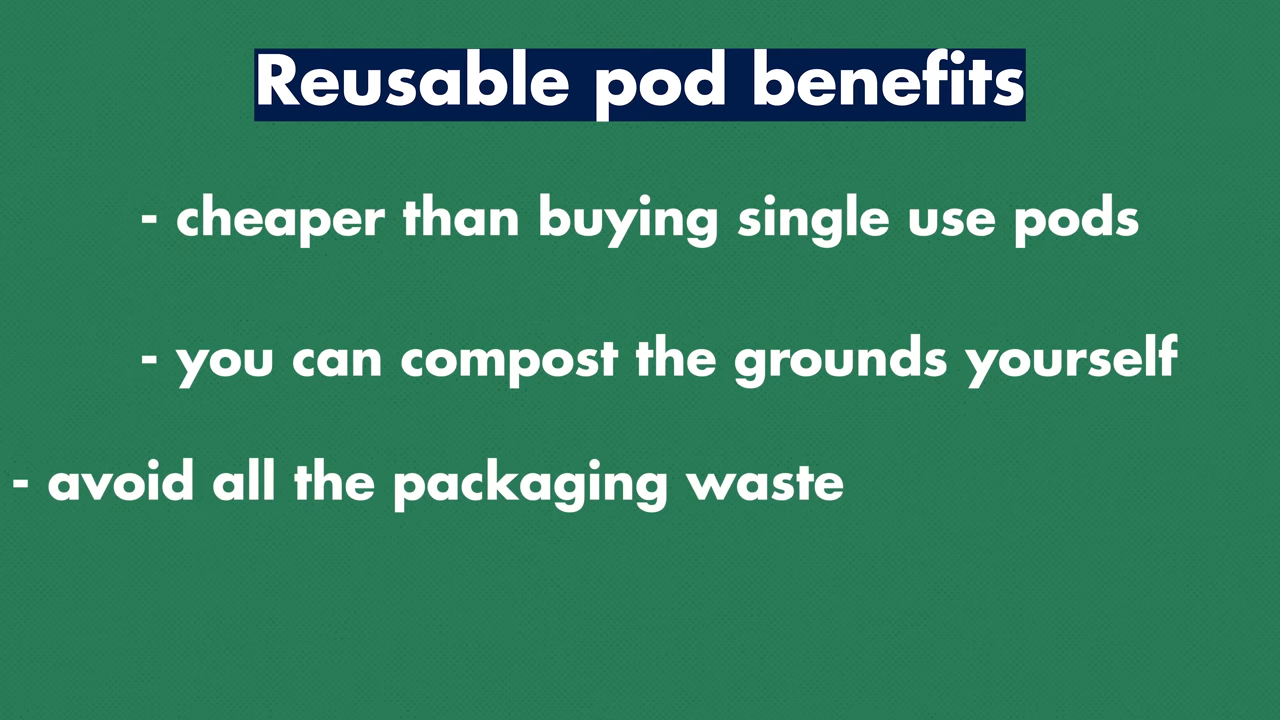 Reusable pod benefits
- cheaper than buying single use pods
- you can compost the grounds yourself
- avoid all the packaging waste